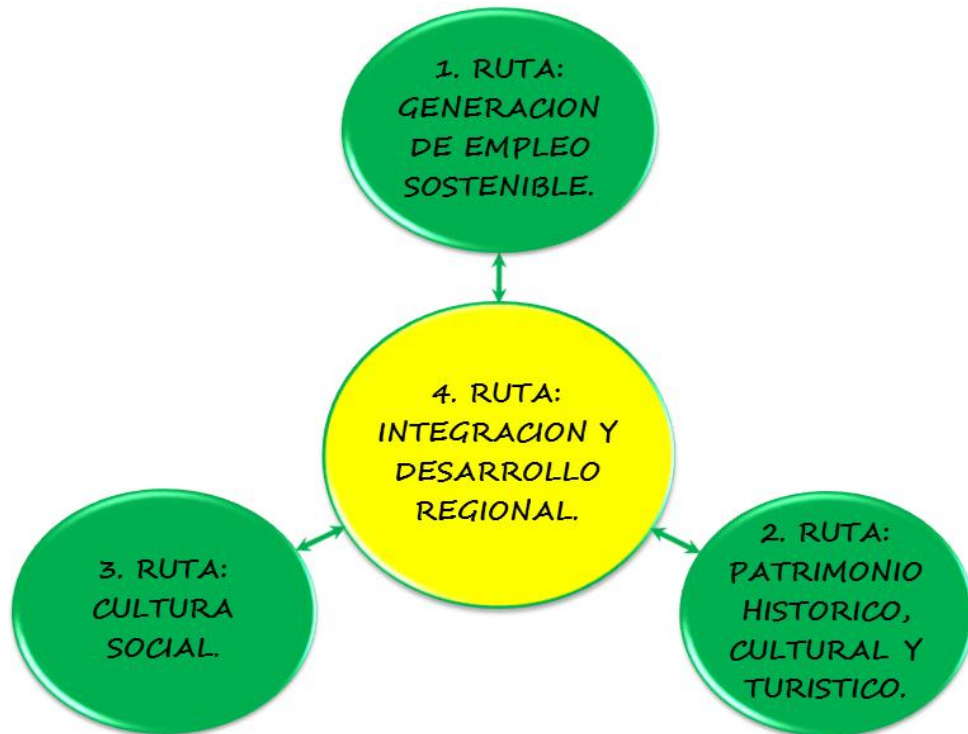 1. RUTA:
GENERACION
DE EMPLEO
SOSTENIBLE.
4. RUTA:
INTEGRACION Y
DESARROLLO
REGIONAL.
3. RUTA:
CULTURA
SOCIAL.
2. RUTA:
PATRIMONIO
HISTORICO,
CULTURAL Y
TURISTICO.